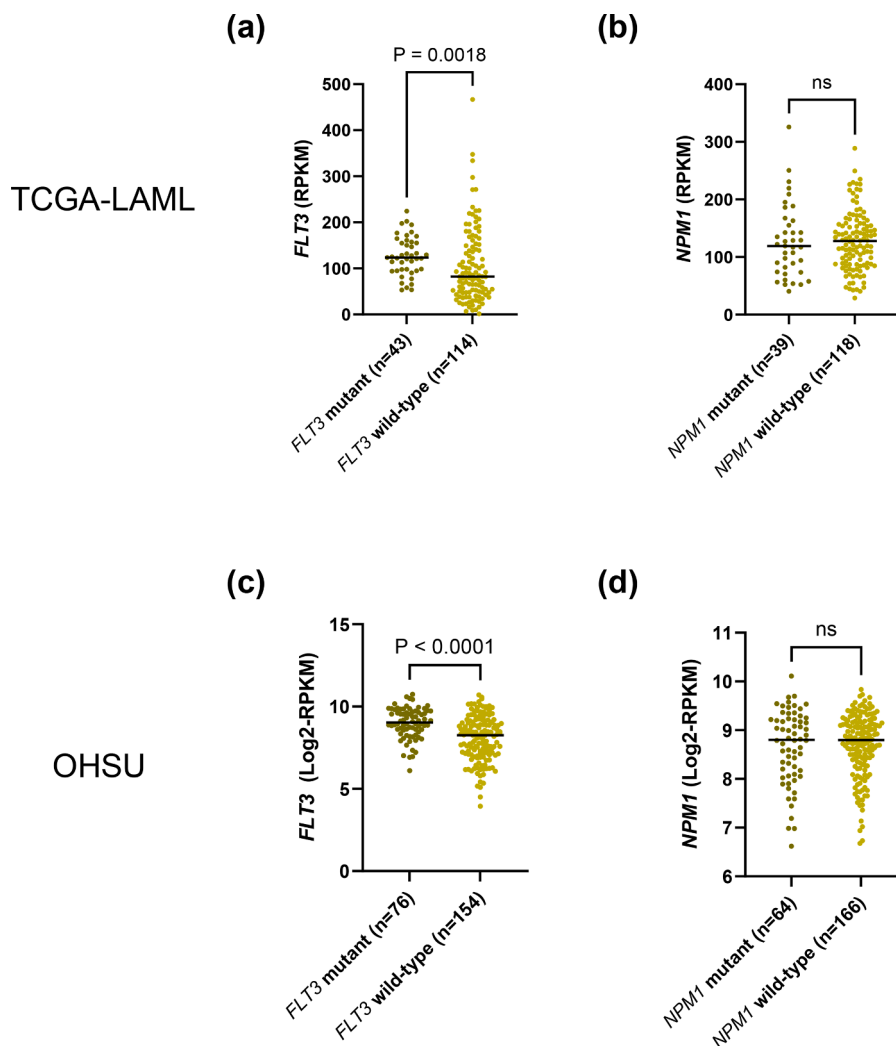 (a)
(b)
TCGA-LAML
P = 0.0018
FLT3 (RPKM)
500
400
300
200
100
0
FLT3 mutant (n=43)
FLT3 wild-type (n=114)
ns
NPM1 (RPKM)
400
300
200
100
0
NPM1 mutant (n=39)
NPM1 wild-type (n=118)
(c)
(d)
OHSU
P < 0.0001
FLT3 (Log2-RPKM)
15
10
5
0
FLT3 mutant (n=76)
FLT3 wild-type (n=154)
ns
NPM1 (Log2-RPKM)
11
10
9
8
7
6
NPM1 mutant (n=64)
NPM1 wild-type (n=166)